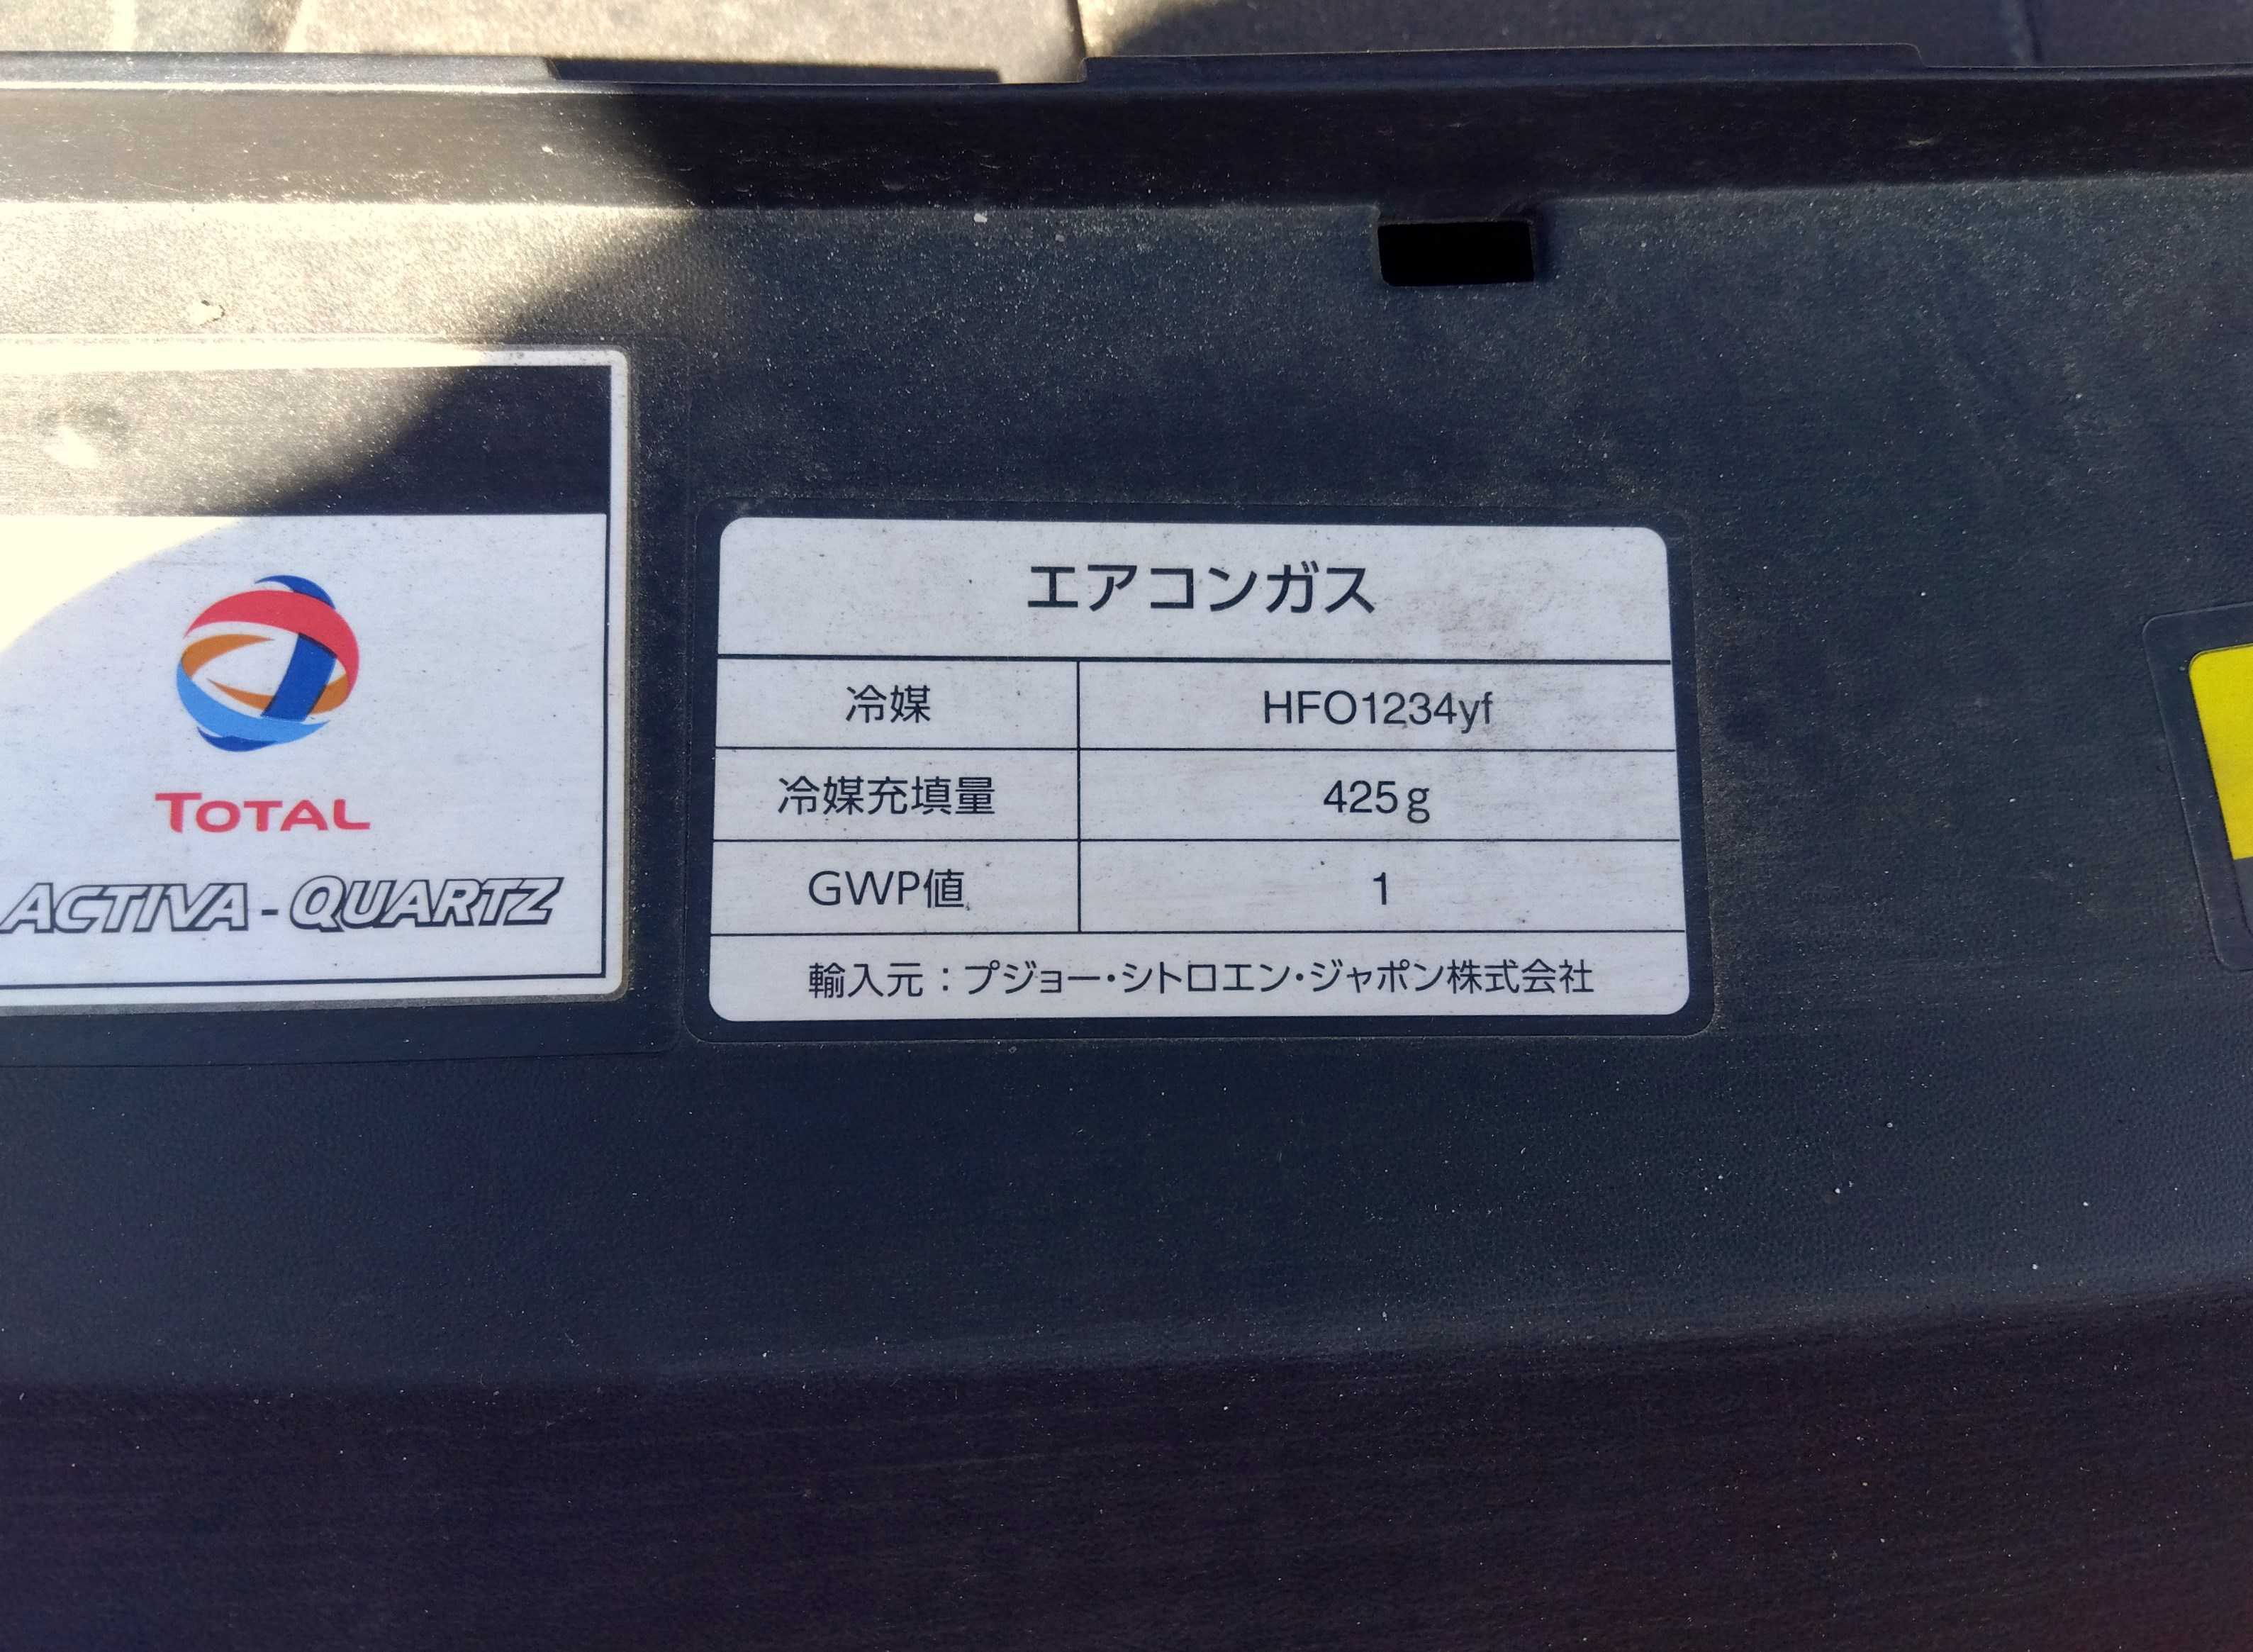 TOTAL
ACTIVA - QUARTZ
エアコンガス
冷媒 HFO1234yf
冷媒充填量 425g
GWP値 1
輸入元：プジョー・シトロエン・ジャポン株式会社